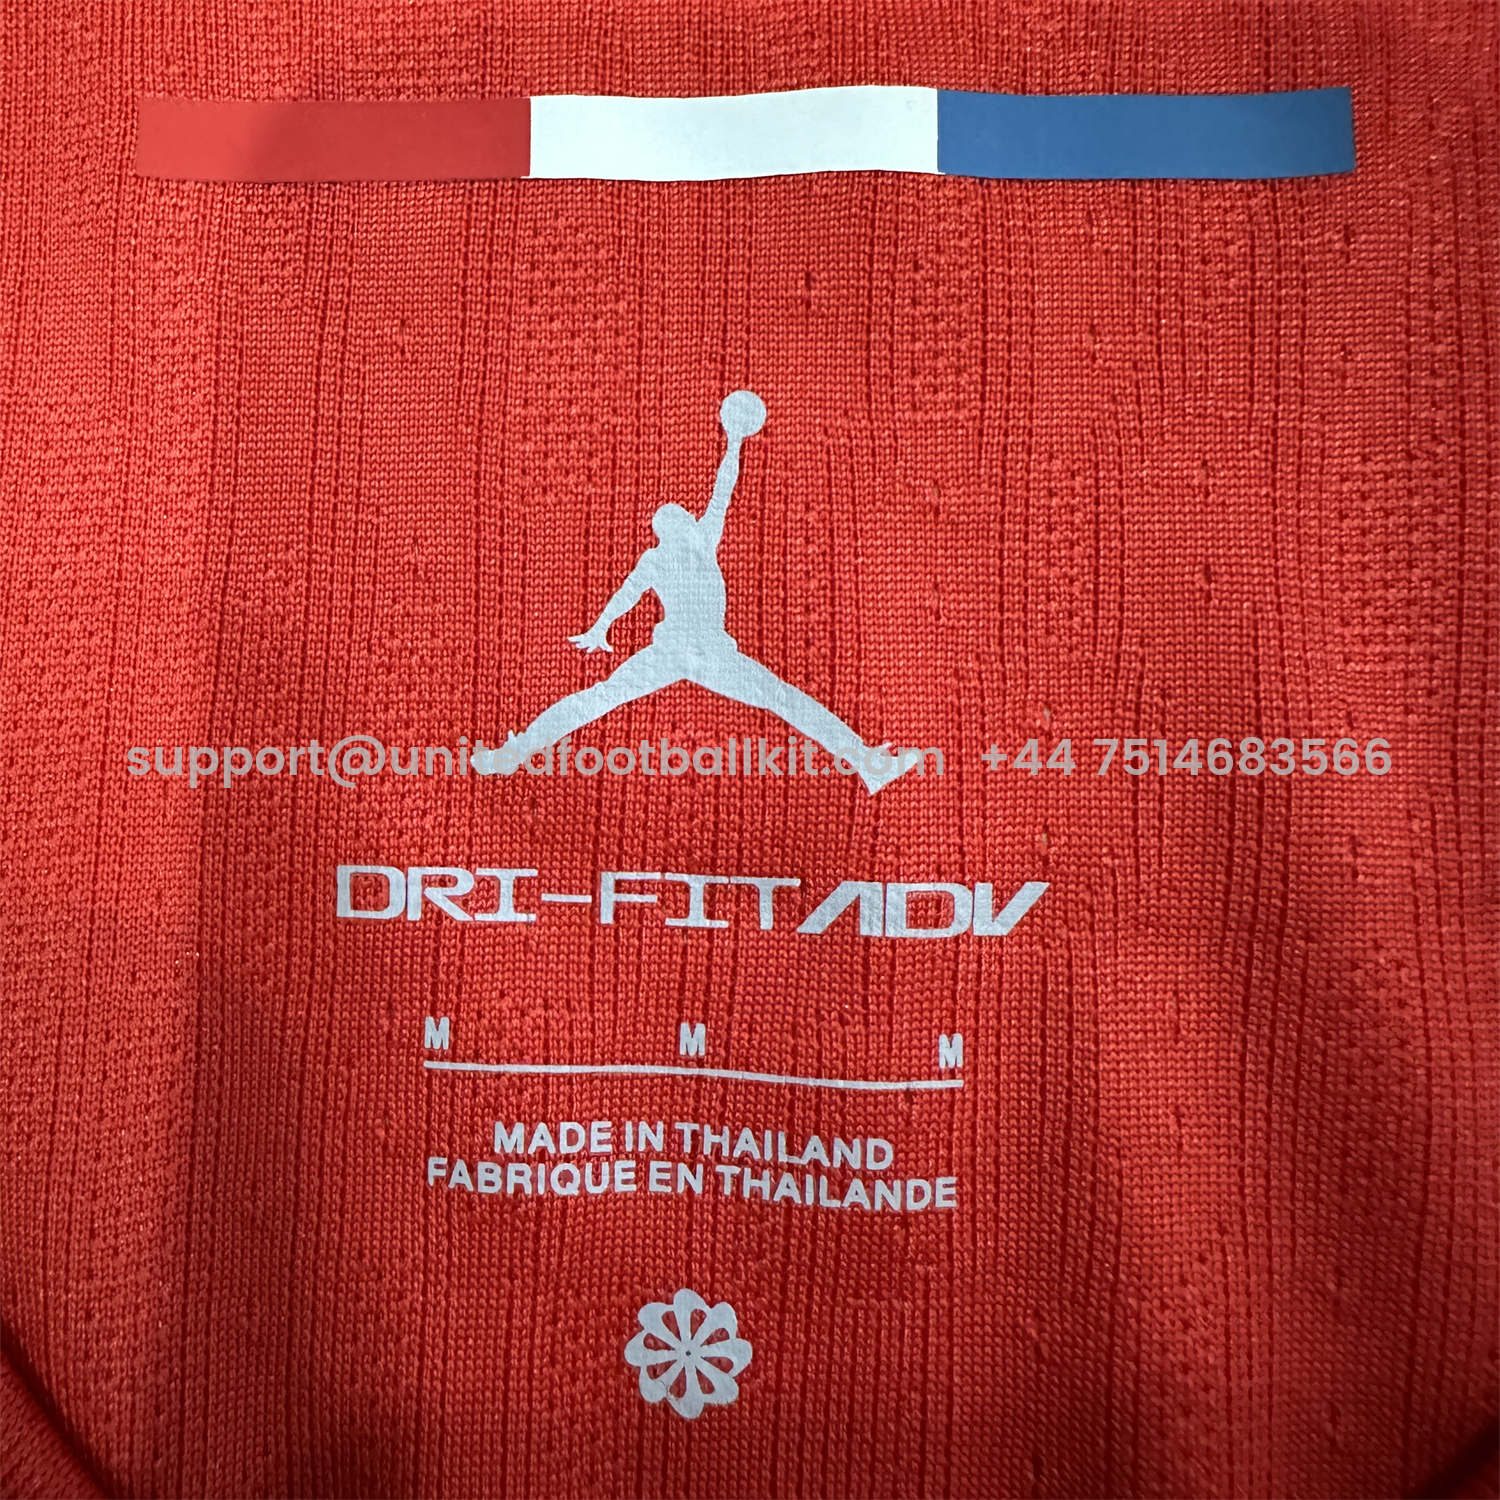 support@unitedfootballkit.com +44 7514683566
DRI-FIT ADV
M M M
MADE IN THAILAND
FABRIQUE EN THAILANDE